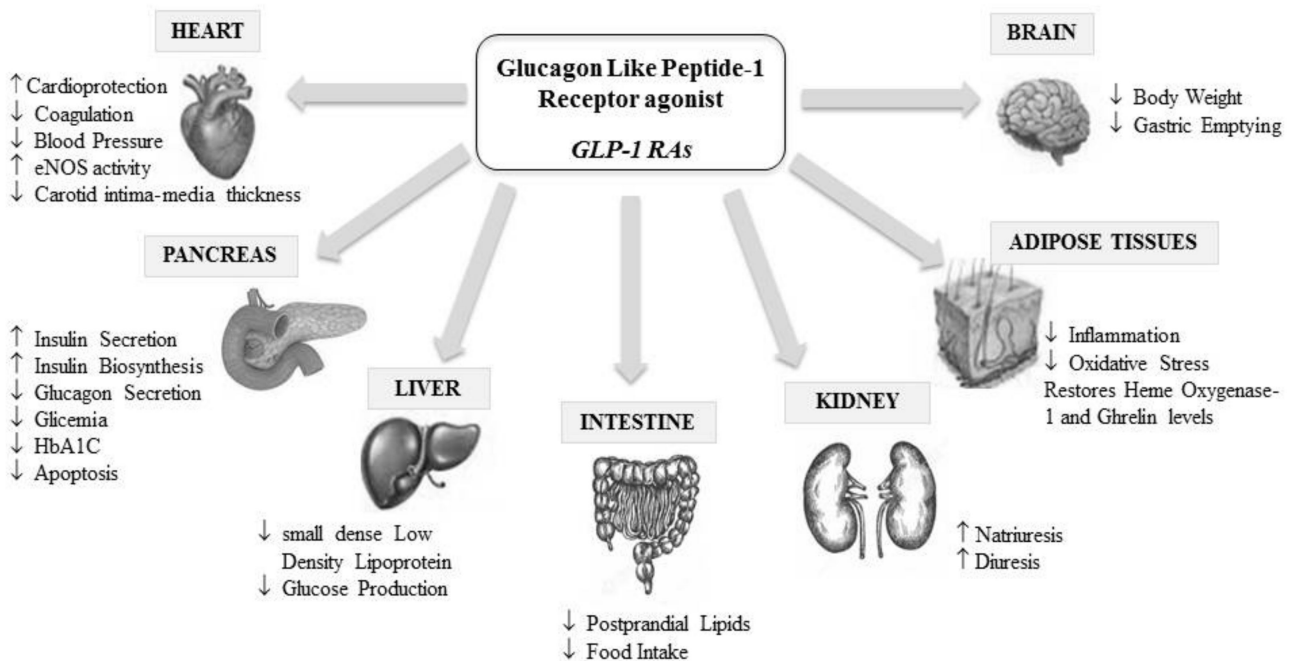 Glucagon Like Peptide-1
Receptor agonist
GLP-1 RAs
HEART
↑ Cardioprotection
↓ Coagulation
↓ Blood Pressure
↑ eNOS activity
↓ Carotid intima-media thickness
BRAIN
↓ Body Weight
↓ Gastric Emptying
PANCREAS
↑ Insulin Secretion
↑ Insulin Biosynthesis
↓ Glucagon Secretion
↓ Glicemia
↓ HbA1C
↓ Apoptosis
LIVER
↓ small dense Low
Density Lipoprotein
↓ Glucose Production
INTESTINE
↓ Postprandial Lipids
↓ Food Intake
KIDNEY
↑ Natriuresis
↑ Diuresis
ADIPOSE TISSUES
↓ Inflammation
↓ Oxidative Stress
Restores Heme Oxygenase-
1 and Ghrelin levels